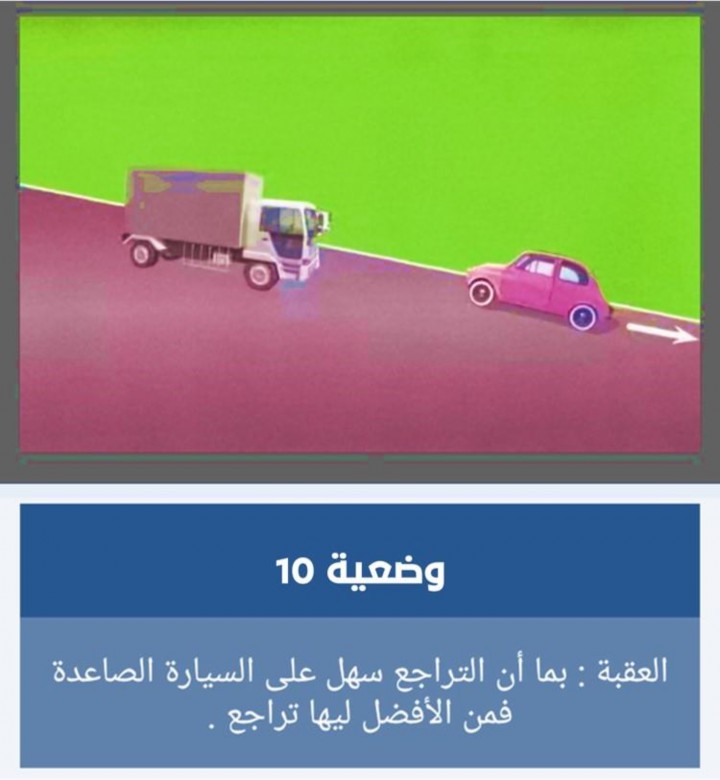 وضعية 10
العقبة : بما أن التراجع سهل على السيارة الصاعدة
فمن الأفضل ليها تراجع .